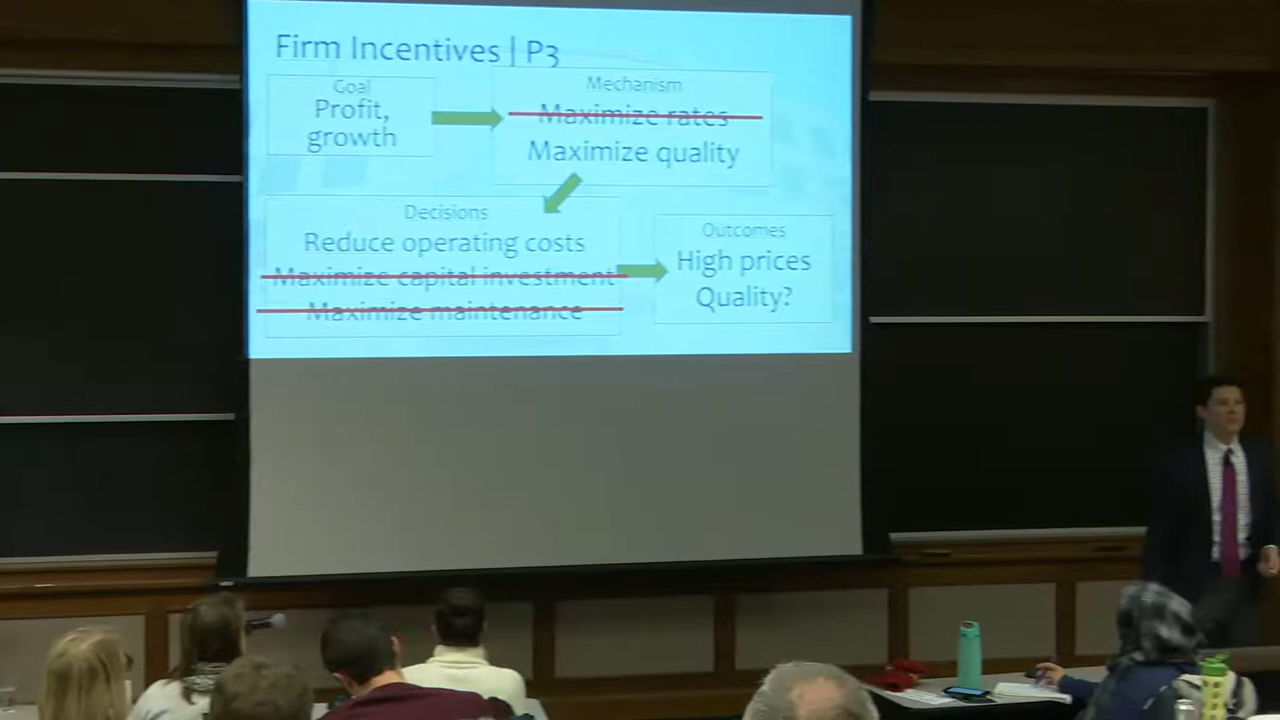 Firm Incentives | P3
Goal
Profit,
growth
Mechanism
Maximize rates
Maximize quality
Decisions
Reduce operating costs
Maximize capital investment
Maximize maintenance
Outcomes
High prices
Quality?